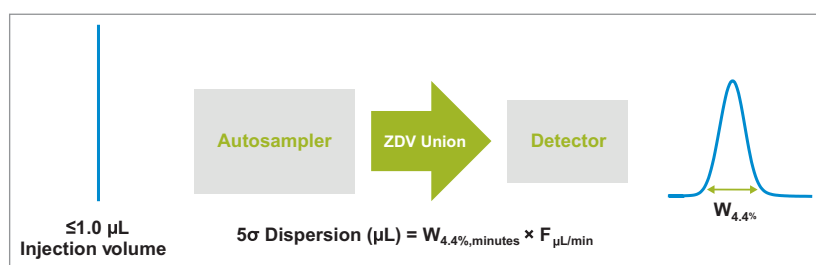 Autosampler
ZDV Union
Detector
W4.4%
≤1.0 µL
Injection volume
5σ Dispersion (µL) = W4.4%,minutes × FµL/min